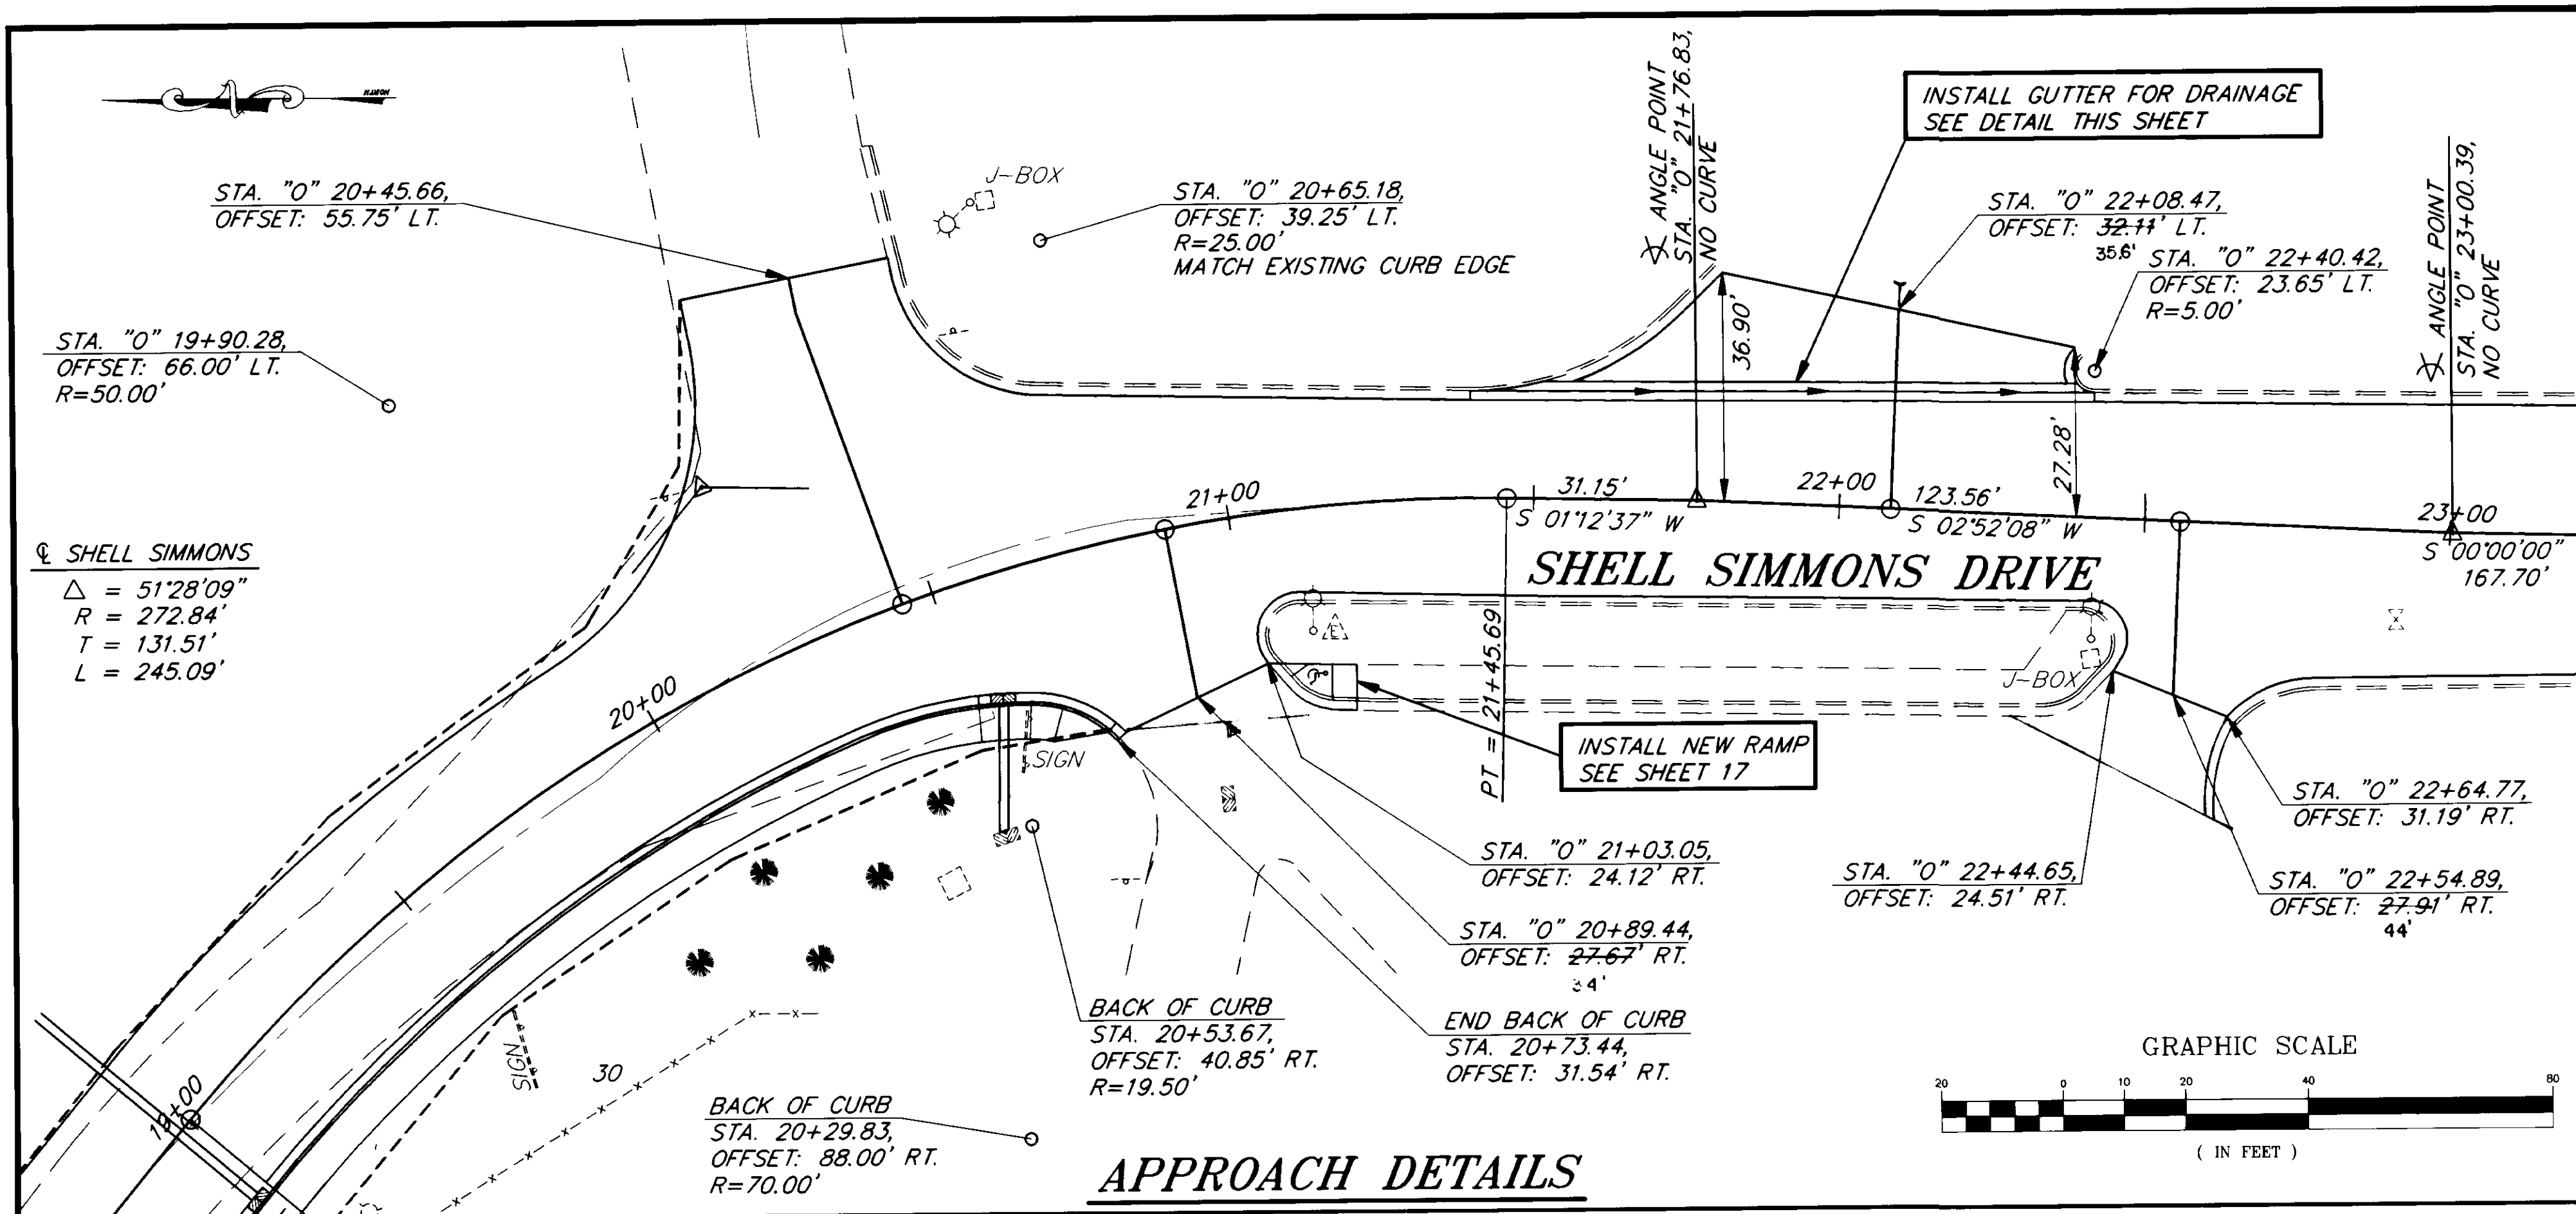 NORTH
STA. "O" 20+45.66,
OFFSET: 55.75' LT.
J-BOX
STA. "O" 20+65.18,
OFFSET: 39.25' LT.
R=25.00'
MATCH EXISTING CURB EDGE
ANGLE POINT
STA. "O" 21+76.83,
NO CURVE
INSTALL GUTTER FOR DRAINAGE
SEE DETAIL THIS SHEET
STA. "O" 22+08.47,
OFFSET: 32.11' LT.
35.6'
STA. "O" 22+40.42,
OFFSET: 23.65' LT.
R=5.00'
ANGLE POINT
STA. "O" 23+00.39,
NO CURVE
STA. "O" 19+90.28,
OFFSET: 66.00' LT.
R=50.00'
36.90'
27.28'
21+00
31.15'
S 01°12'37" W
22+00
123.56'
S 02°52'08" W
23+00
S 00°00'00"
167.70'
℄ SHELL SIMMONS
△ = 51°28'09"
R = 272.84'
T = 131.51'
L = 245.09'
SHELL SIMMONS DRIVE
E
PT = 21+45.69
J-BOX
20+00
SIGN
INSTALL NEW RAMP
SEE SHEET 17
STA. "O" 22+64.77,
OFFSET: 31.19' RT.
STA. "O" 21+03.05,
OFFSET: 24.12' RT.
STA. "O" 22+44.65,
OFFSET: 24.51' RT.
STA. "O" 22+54.89,
OFFSET: 27.91' RT.
44'
STA. "O" 20+89.44,
OFFSET: 27.67' RT.
34'
BACK OF CURB
STA. 20+53.67,
OFFSET: 40.85' RT.
R=19.50'
END BACK OF CURB
STA. 20+73.44,
OFFSET: 31.54' RT.
SIGN
30
19+00
BACK OF CURB
STA. 20+29.83,
OFFSET: 88.00' RT.
R=70.00'
GRAPHIC SCALE
20 0 10 20 40 80
( IN FEET )
APPROACH DETAILS